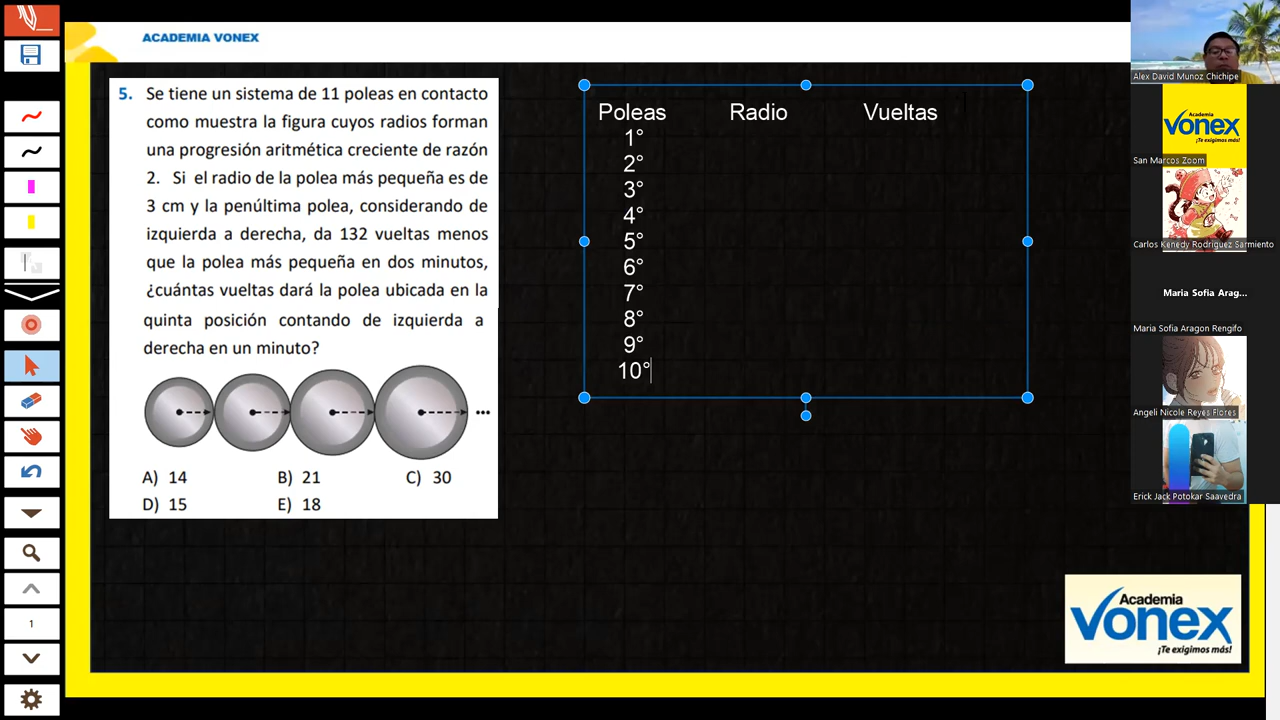 ACADEMIA VONEX
5. Se tiene un sistema de 11 poleas en contacto
como muestra la figura cuyos radios forman
una progresión aritmética creciente de razón
2. Si el radio de la polea más pequeña es de
3 cm y la penúltima polea, considerando de
izquierda a derecha, da 132 vueltas menos
que la polea más pequeña en dos minutos,
¿cuántas vueltas dará la polea ubicada en la
quinta posición contando de izquierda a
derecha en un minuto?
A) 14 B) 21 C) 30
D) 15 E) 18
Poleas Radio Vueltas
1°
2°
3°
4°
5°
6°
7°
8°
9°
10°
Alex David Munoz Chichipe
Academia
Vonex
¡Te exigimos más!
San Marcos Zoom
Carlos Kenedy Rodriguez Sarmiento
Maria Sofia Arag...
Maria Sofia Aragon Rengifo
Angeli Nicole Reyes Flores
Erick Jack Potokar Saavedra
Academia
Vonex
¡Te exigimos más!
1